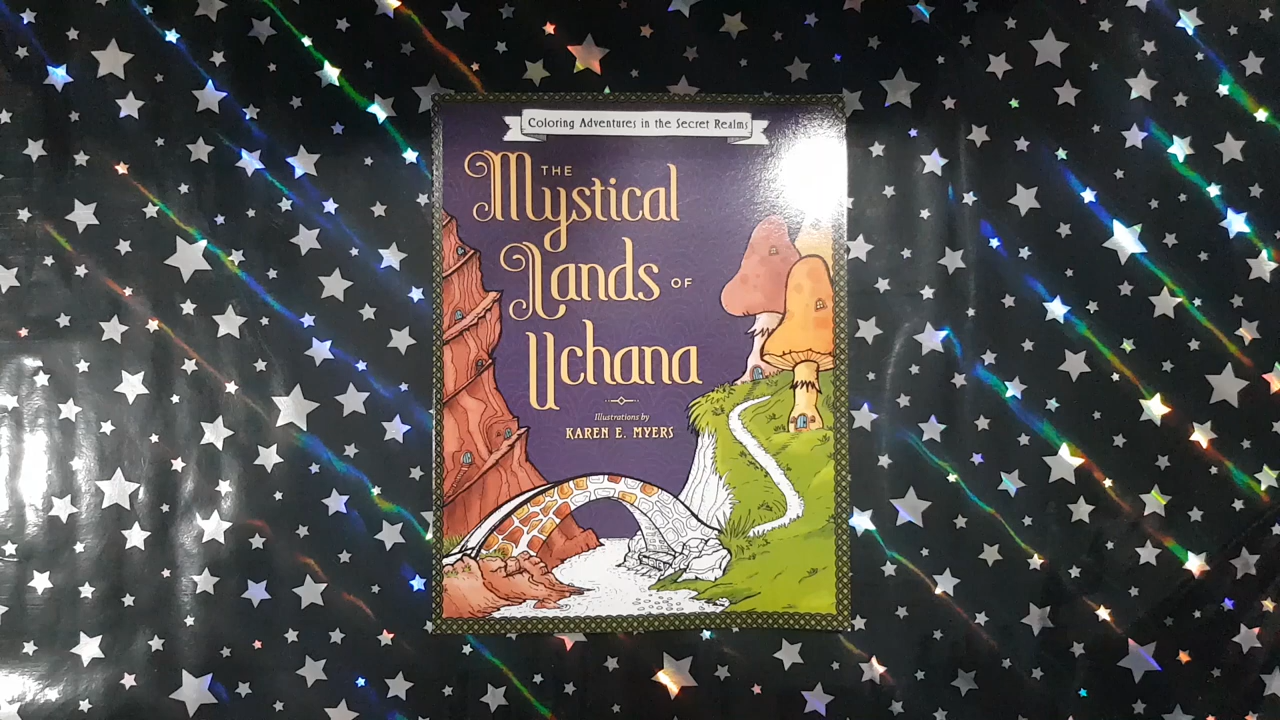 Coloring Adventures in the Secret Realms
THE
Mystical
Lands OF
Uchana
Illustrations by
KAREN E. MYERS